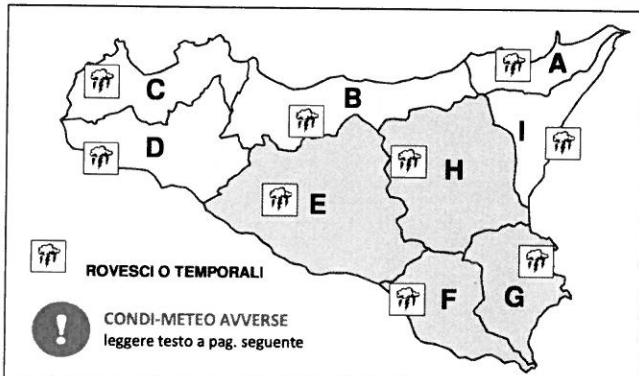 A
C
B
I
D
H
E
F
G
ROVESCI O TEMPORALI
CONDI-METEO AVVERSE
leggere testo a pag. seguente